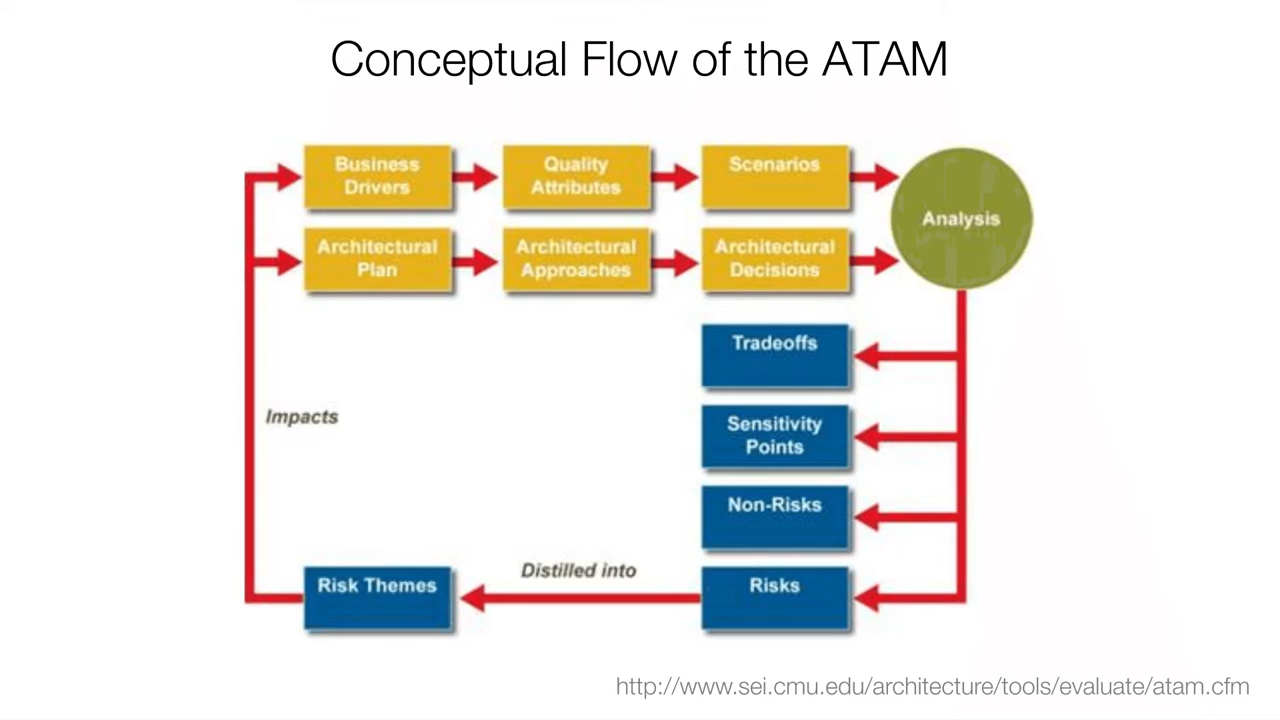 Conceptual Flow of the ATAM
Business
Drivers
Quality
Attributes
Scenarios
Analysis
Architectural
Plan
Architectural
Approaches
Architectural
Decisions
Tradeoffs
Impacts
Sensitivity
Points
Non-Risks
Risk Themes
Distilled into
Risks
http://www.sei.cmu.edu/architecture/tools/evaluate/atam.cfm